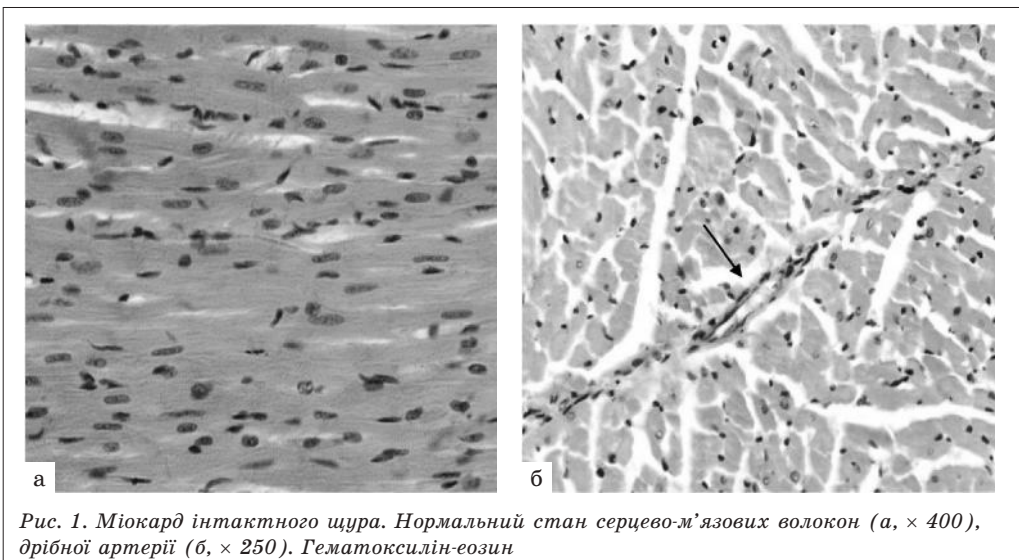 а
б
Рис. 1. Міокард інтактного щура. Нормальний стан серцево-м’язових волокон (а, × 400),
дрібної артерії (б, × 250). Гематоксилін-еозин